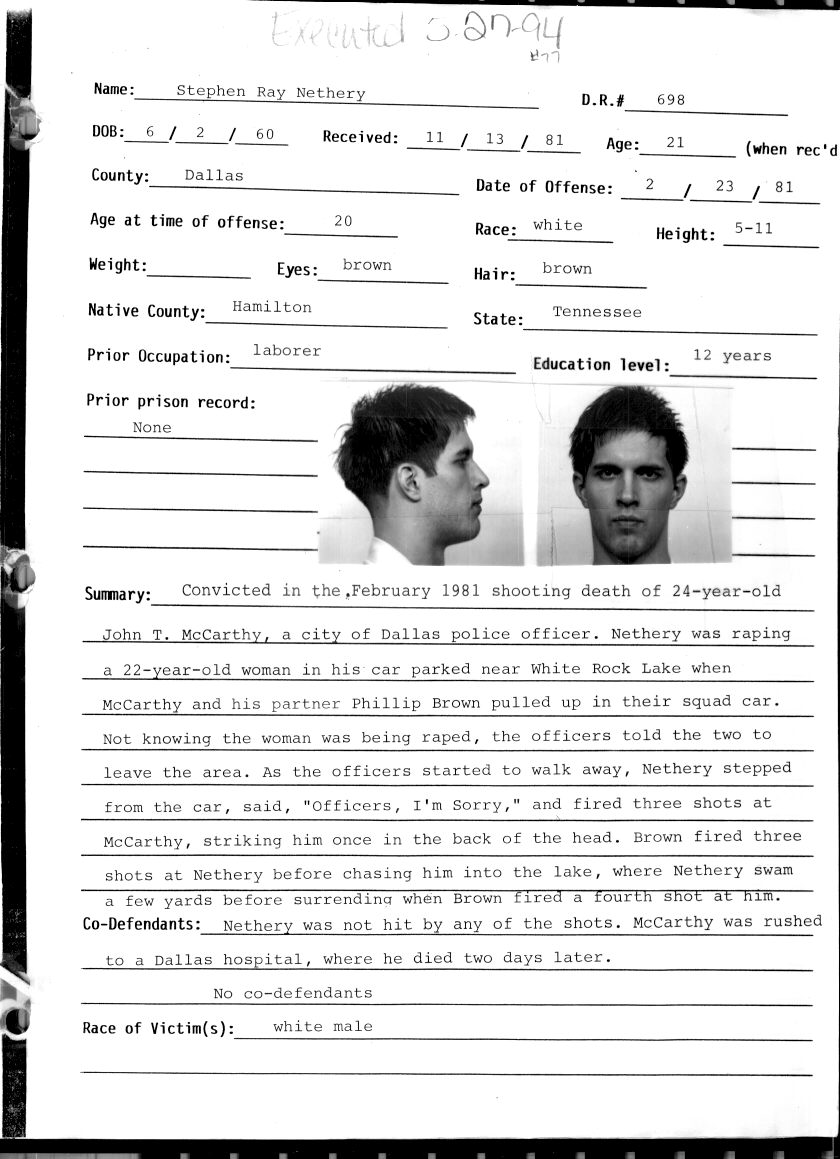 Executed 5-27-94
#77
Name: Stephen Ray Nethery D.R.# 698
DOB: 6 / 2 / 60 Received: 11 / 13 / 81 Age: 21 (when rec'd
County: Dallas Date of Offense: 2 / 23 / 81
Age at time of offense: 20 Race: white Height: 5-11
Weight: Eyes: brown Hair: brown
Native County: Hamilton State: Tennessee
Prior Occupation: laborer Education level: 12 years
Prior prison record:
None
Summary: Convicted in the February 1981 shooting death of 24-year-old
John T. McCarthy, a city of Dallas police officer. Nethery was raping
a 22-year-old woman in his car parked near White Rock Lake when
McCarthy and his partner Phillip Brown pulled up in their squad car.
Not knowing the woman was being raped, the officers told the two to
leave the area. As the officers started to walk away, Nethery stepped
from the car, said, "Officers, I'm Sorry," and fired three shots at
McCarthy, striking him once in the back of the head. Brown fired three
shots at Nethery before chasing him into the lake, where Nethery swam
a few yards before surrending when Brown fired a fourth shot at him.
Co-Defendants: Nethery was not hit by any of the shots. McCarthy was rushed
to a Dallas hospital, where he died two days later.
No co-defendants
Race of Victim(s): white male